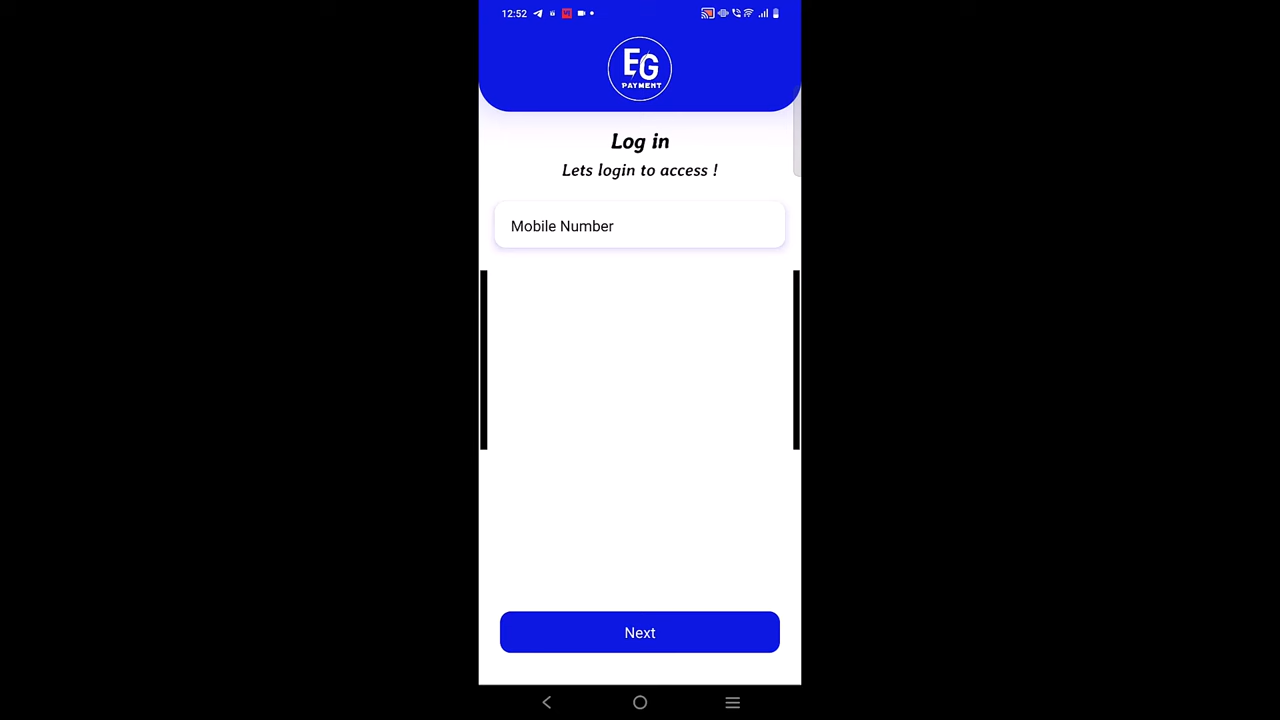 12:52
EG
PAYMENT
Log in
Lets login to access !
Mobile Number
Next